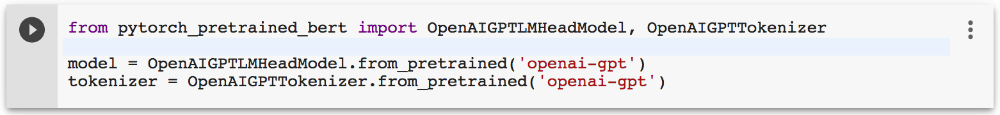 from pytorch_pretrained_bert import OpenAIGPTLMHeadModel, OpenAIGPTTokenizer
model = OpenAIGPTLMHeadModel.from_pretrained('openai-gpt')
tokenizer = OpenAIGPTTokenizer.from_pretrained('openai-gpt')